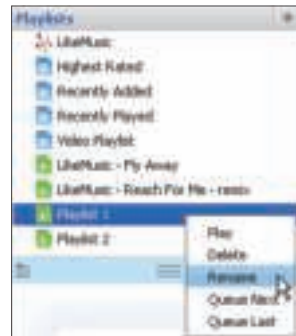 Playlists
LikeMusic
Highest Rated
Recently Added
Recently Played
Video Playlist
LikeMusic - Fly Away
LikeMusic - Reach For Me - remix
Playlist 1
Playlist 2
Play
Delete
Rename
Queue Next
Queue Last